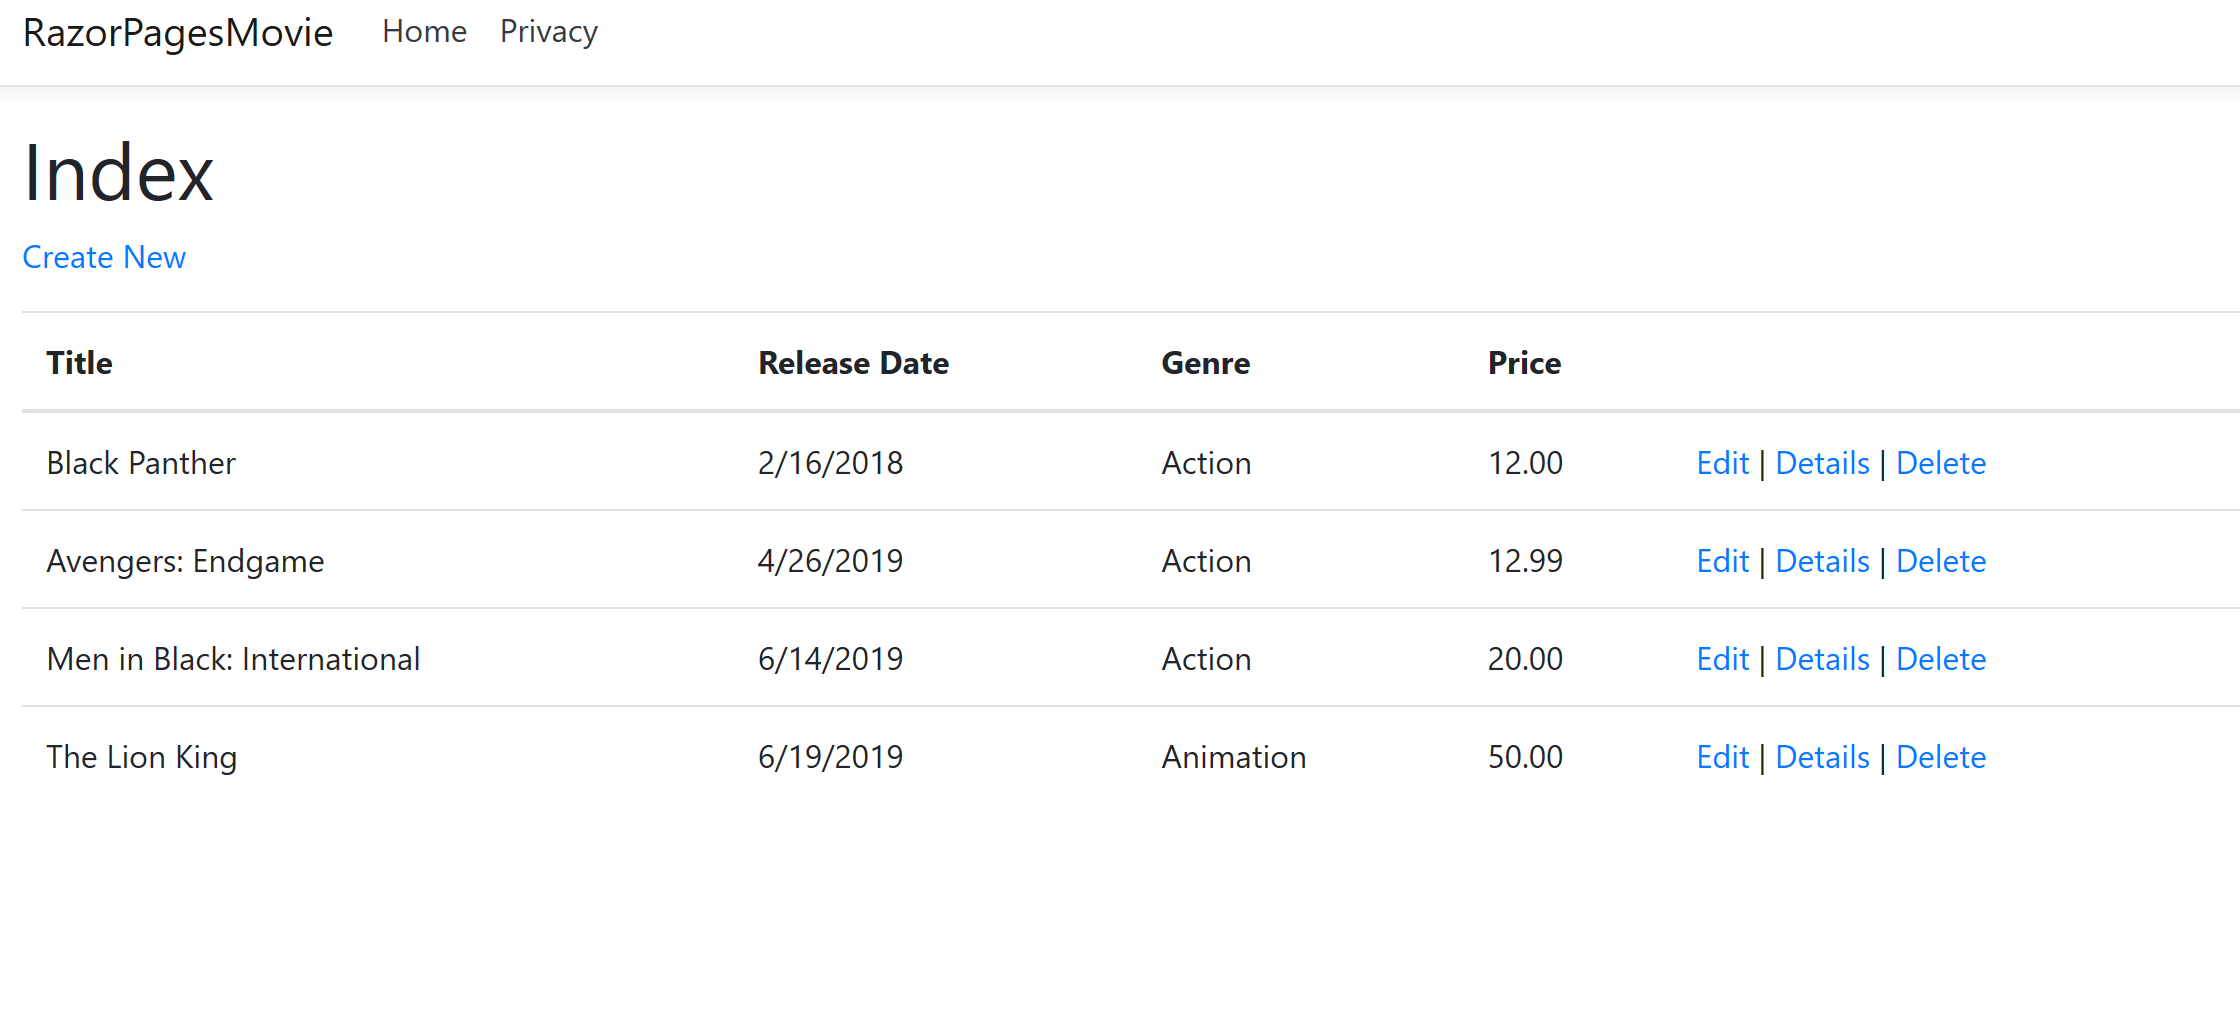 RazorPagesMovie Home Privacy
Index
Create New
Title Release Date Genre Price
Black Panther 2/16/2018 Action 12.00 Edit | Details | Delete
Avengers: Endgame 4/26/2019 Action 12.99 Edit | Details | Delete
Men in Black: International 6/14/2019 Action 20.00 Edit | Details | Delete
The Lion King 6/19/2019 Animation 50.00 Edit | Details | Delete